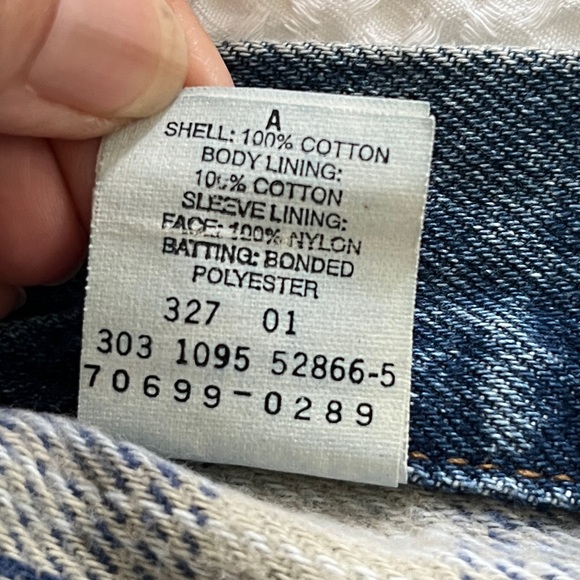 A
SHELL: 100% COTTON
BODY LINING:
100% COTTON
SLEEVE LINING:
FACE: 100% NYLON
BATTING: BONDED
POLYESTER
327 01
303 1095 52866-5
70699-0289